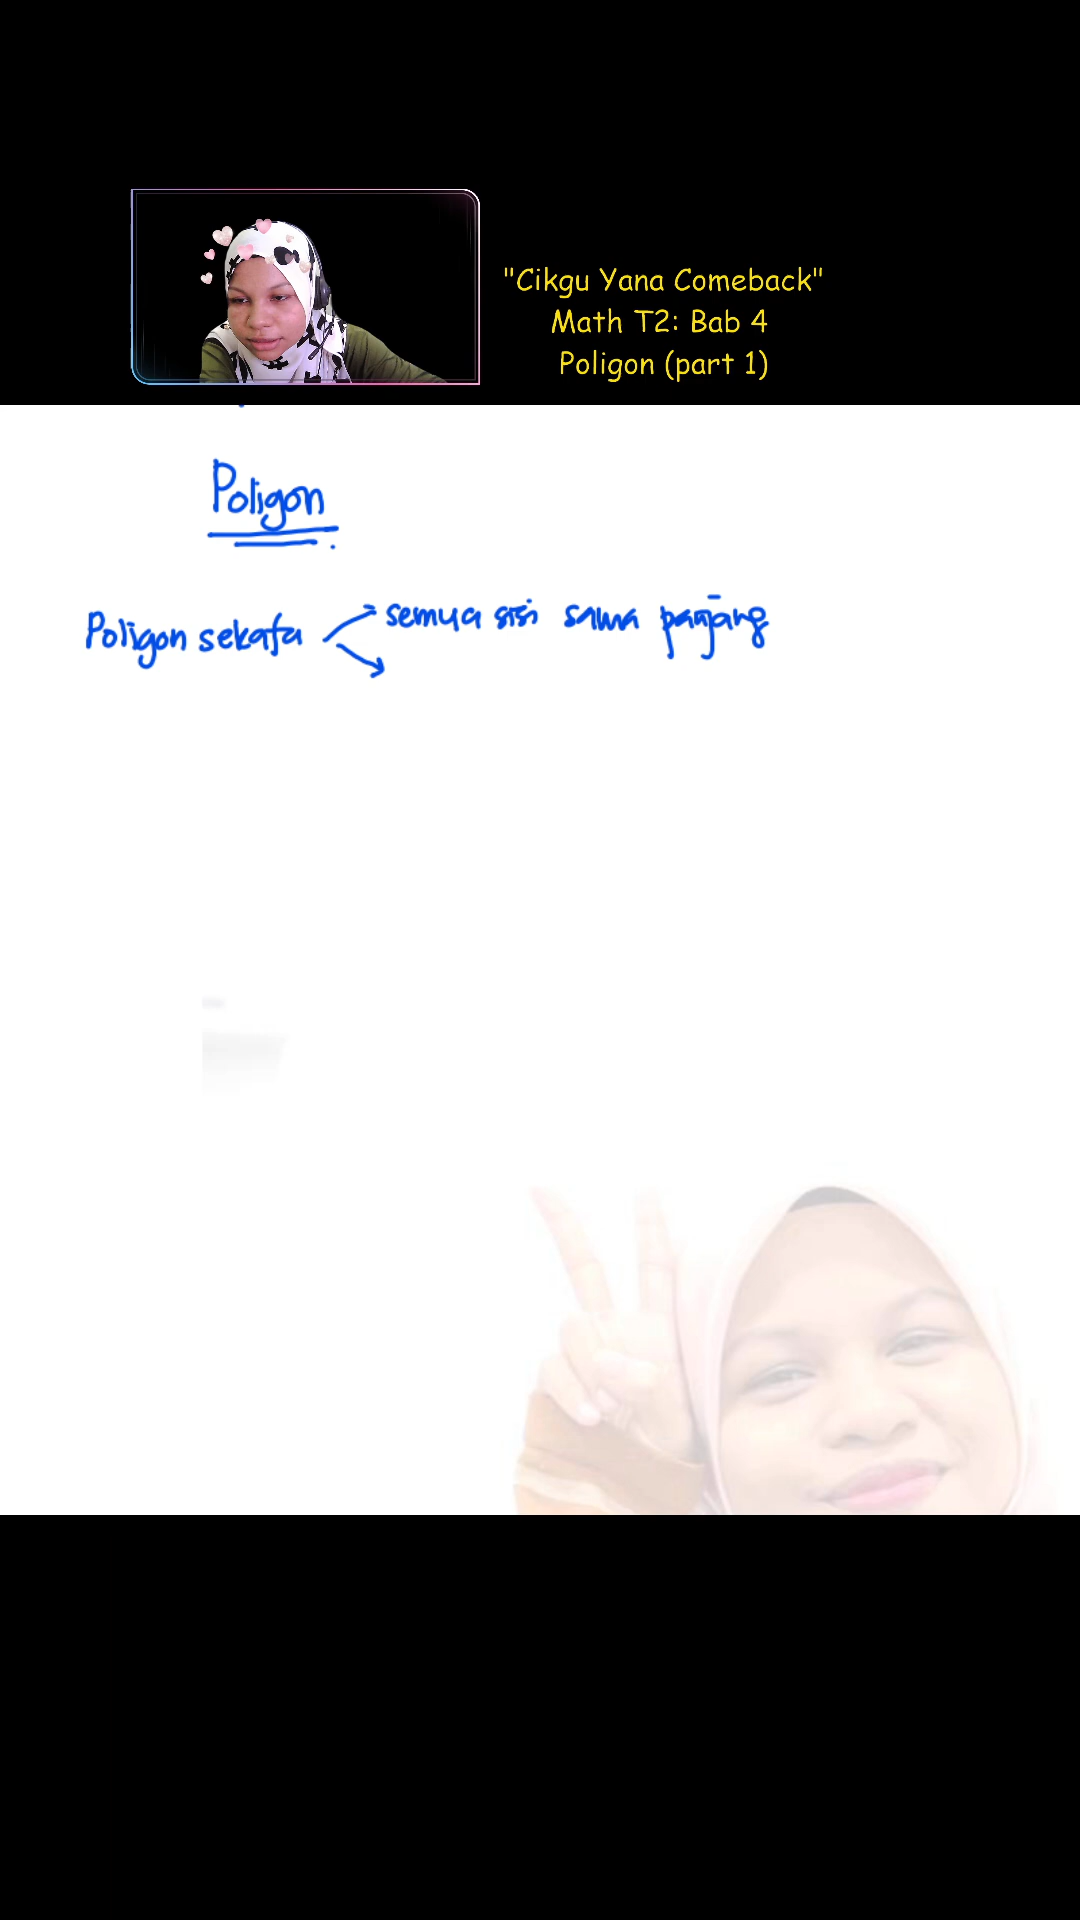 "Cikgu Yana Comeback"
Math T2: Bab 4
Poligon (part 1)
Poligon
Poligon sekata
semua sisi sama panjang